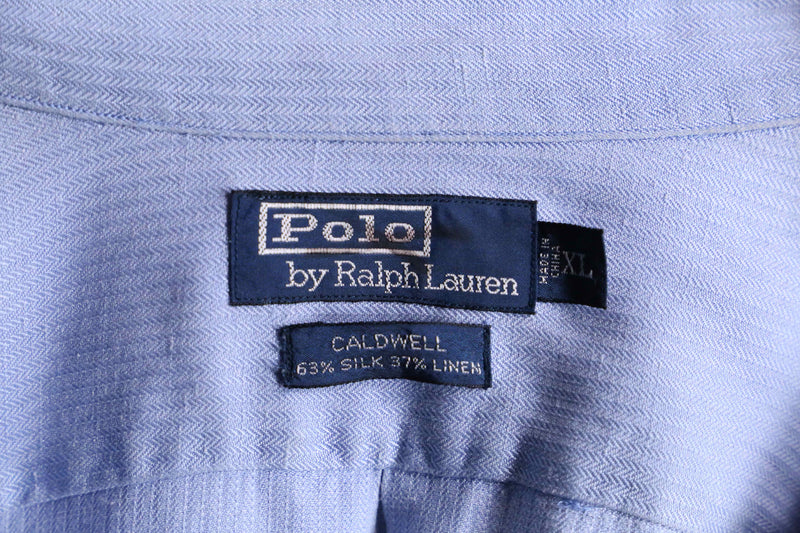 Polo
by Ralph Lauren
MADE IN
CHINA
XL
CALDWELL
63% SILK 37% LINEN